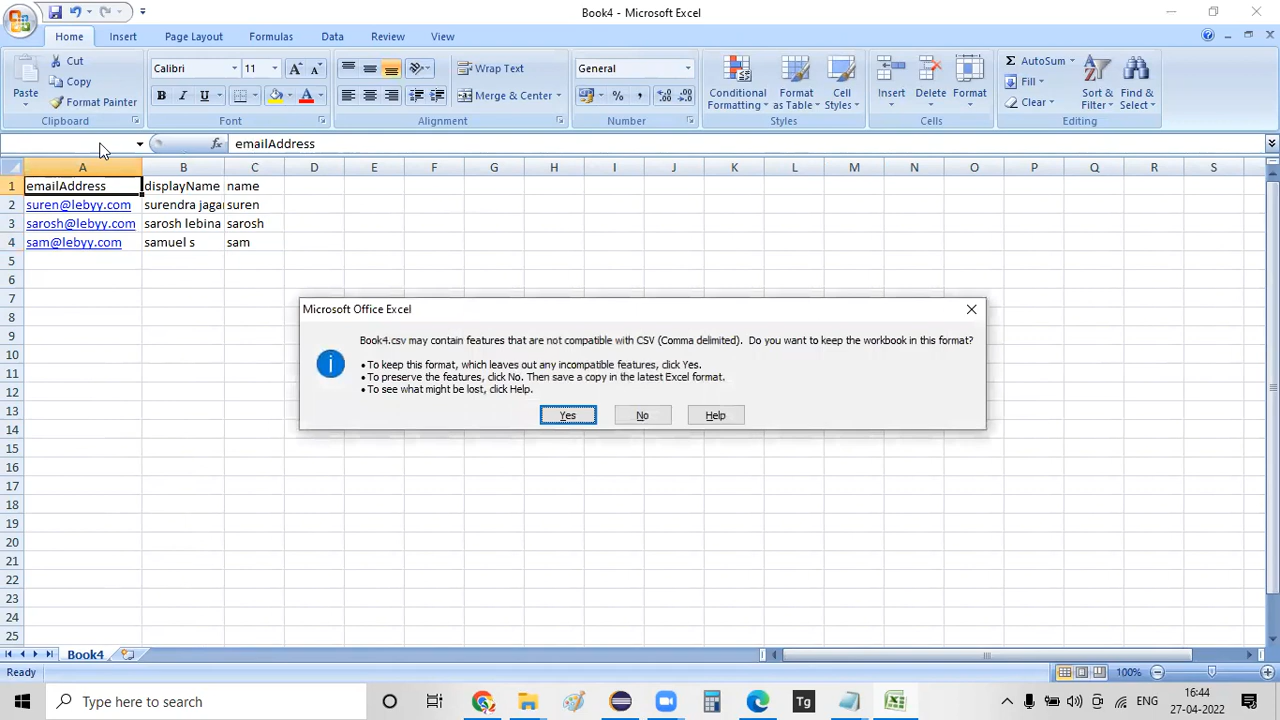 Book4 - Microsoft Excel
Home Insert Page Layout Formulas Data Review View
Paste
Cut
Copy
Format Painter
Clipboard
Calibri 11
B I U
Font
Wrap Text
Merge & Center
Alignment
General
Number
Conditional Formatting
Format as Table
Cell Styles
Styles
Insert Delete Format
Cells
AutoSum
Fill
Clear
Sort & Filter
Find & Select
Editing
fx emailAddress
A B C D E F G H I J K L M N O P Q R S
1 emailAddress displayName name
2 suren@lebyy.com surendra jaga suren
3 sarosh@lebyy.com sarosh lebina sarosh
4 sam@lebyy.com samuel s sam
5
6
7
8
9
10
11
12
13
14
15
16
17
18
19
20
21
22
23
24
25
Microsoft Office Excel
Book4.csv may contain features that are not compatible with CSV (Comma delimited). Do you want to keep the workbook in this format?
• To keep this format, which leaves out any incompatible features, click Yes.
• To preserve the features, click No. Then save a copy in the latest Excel format.
• To see what might be lost, click Help.
Yes No Help
Book4
Ready
100%
Type here to search
Tg
ENG
16:44
27-04-2022